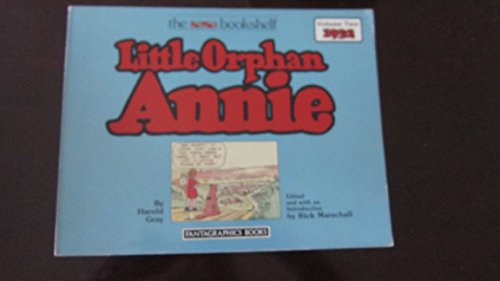 the nemo bookshelf
Volume Two
1932
Little Orphan
Annie
By
Harold
Gray
Edited
and with an
Introduction
by Rick Marschall
FANTAGRAPHICS BOOKS